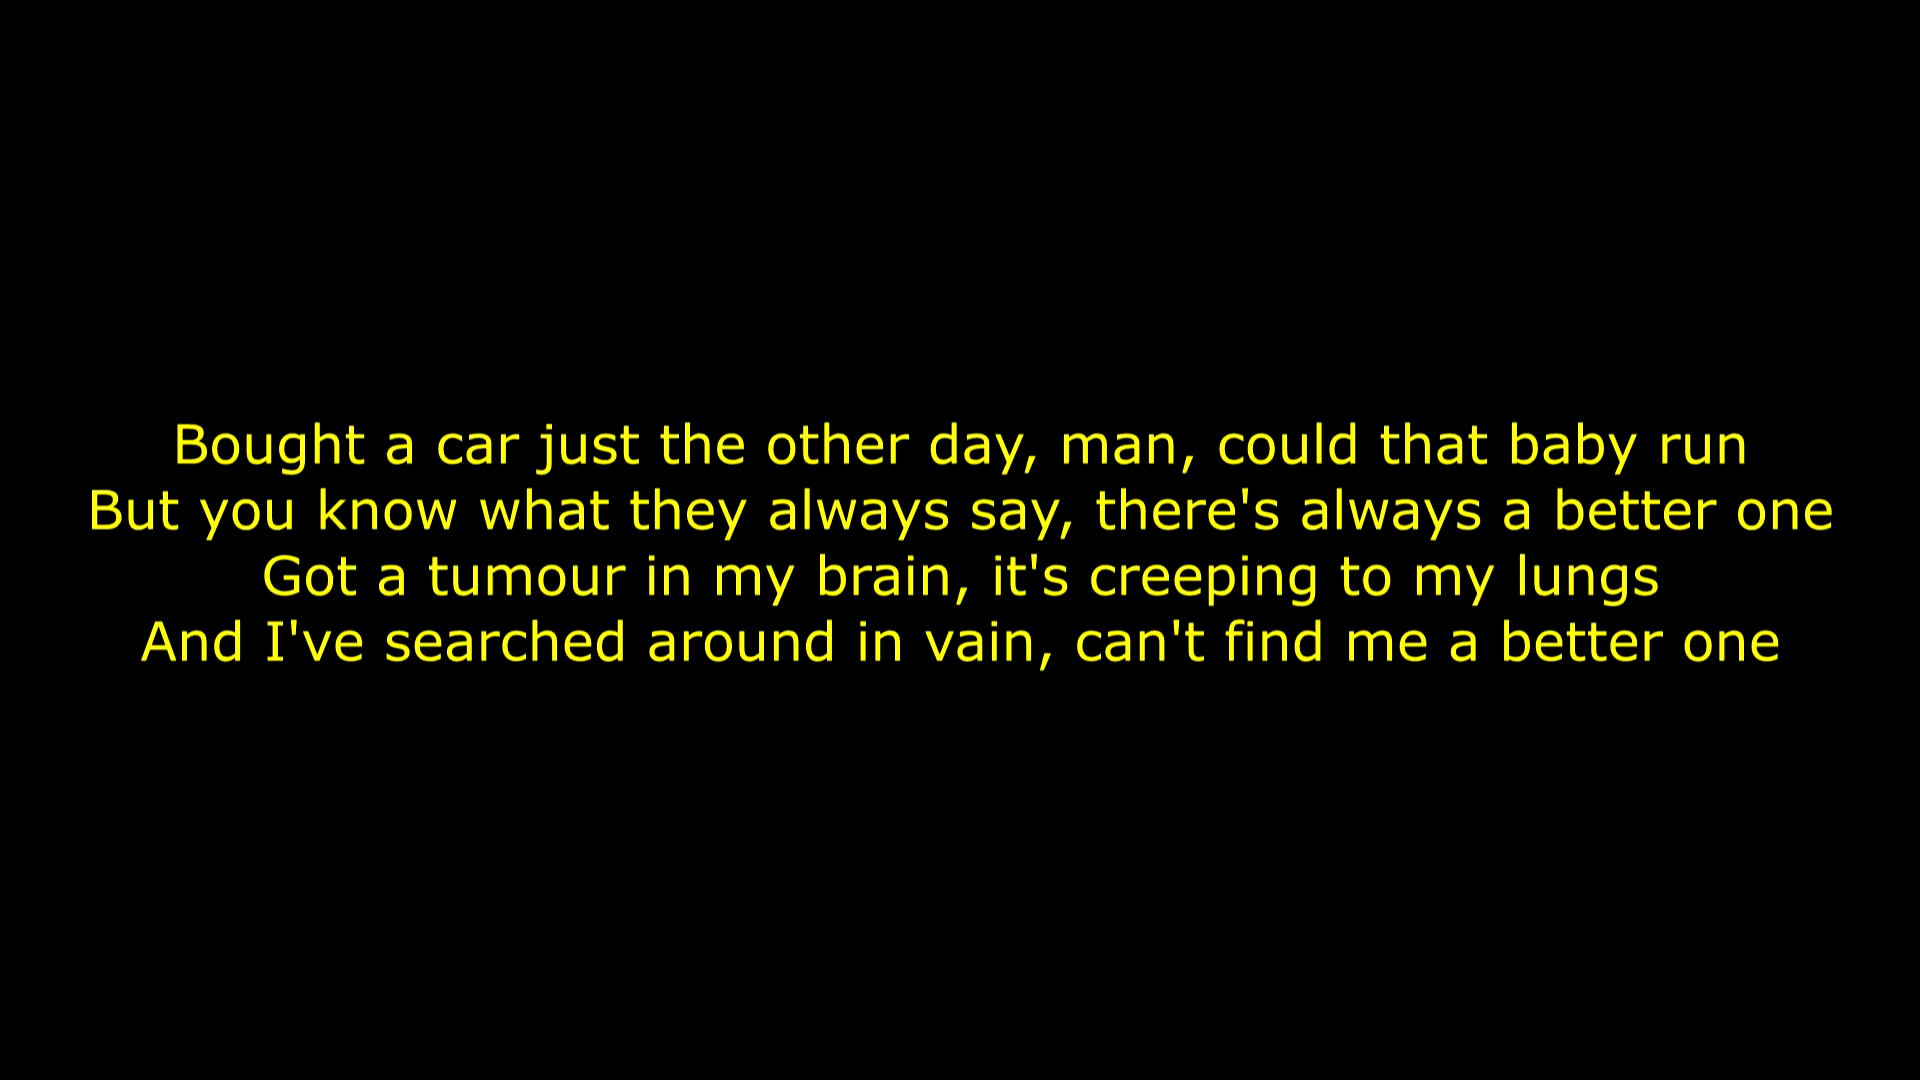 Bought a car just the other day, man, could that baby run
But you know what they always say, there's always a better one
Got a tumour in my brain, it's creeping to my lungs
And I've searched around in vain, can't find me a better one